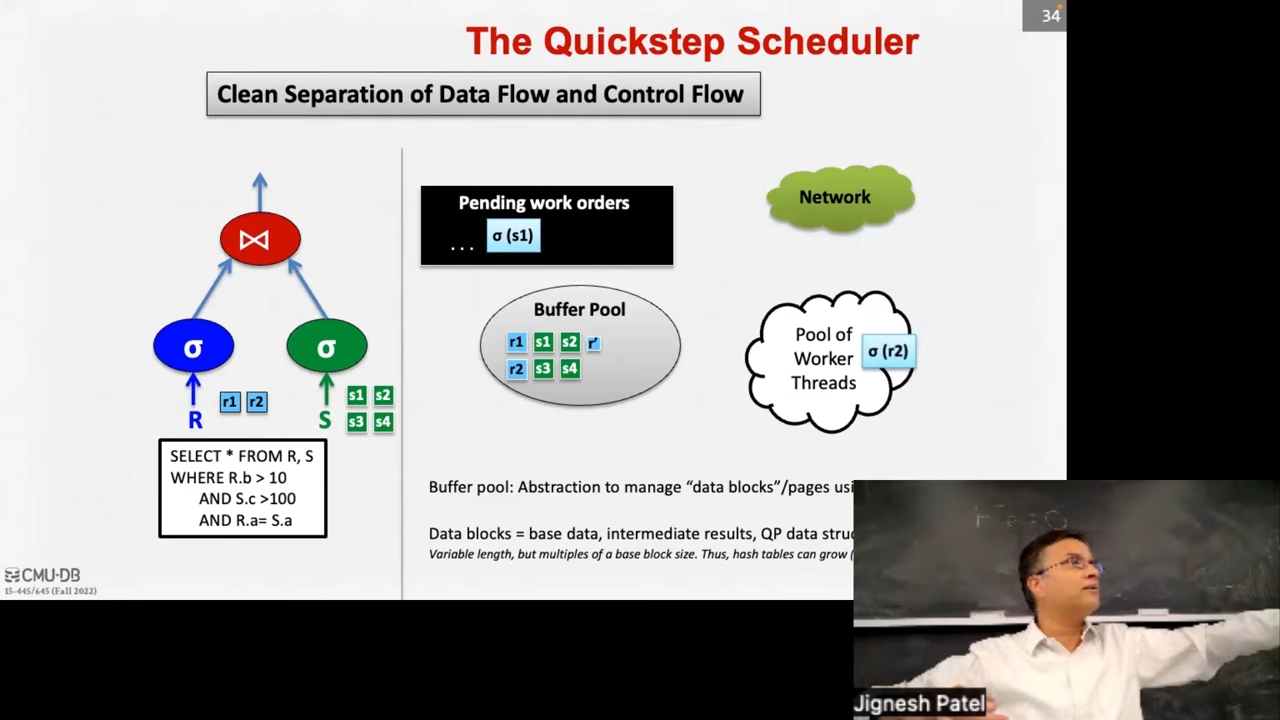 34
The Quickstep Scheduler
Clean Separation of Data Flow and Control Flow
⋈
σ
σ
R
r1 r2
S
s1 s2
s3 s4
SELECT * FROM R, S
WHERE R.b > 10
AND S.c >100
AND R.a= S.a
Pending work orders
... σ (s1)
Network
Buffer Pool
r1 s1 s2 r'
r2 s3 s4
Pool of
Worker
Threads
σ (r2)
Buffer pool: Abstraction to manage “data blocks”/pages usi
Data blocks = base data, intermediate results, QP data struc
Variable length, but multiples of a base block size. Thus, hash tables can grow (
CMU·DB
15-445/645 (Fall 2022)
Jignesh Patel